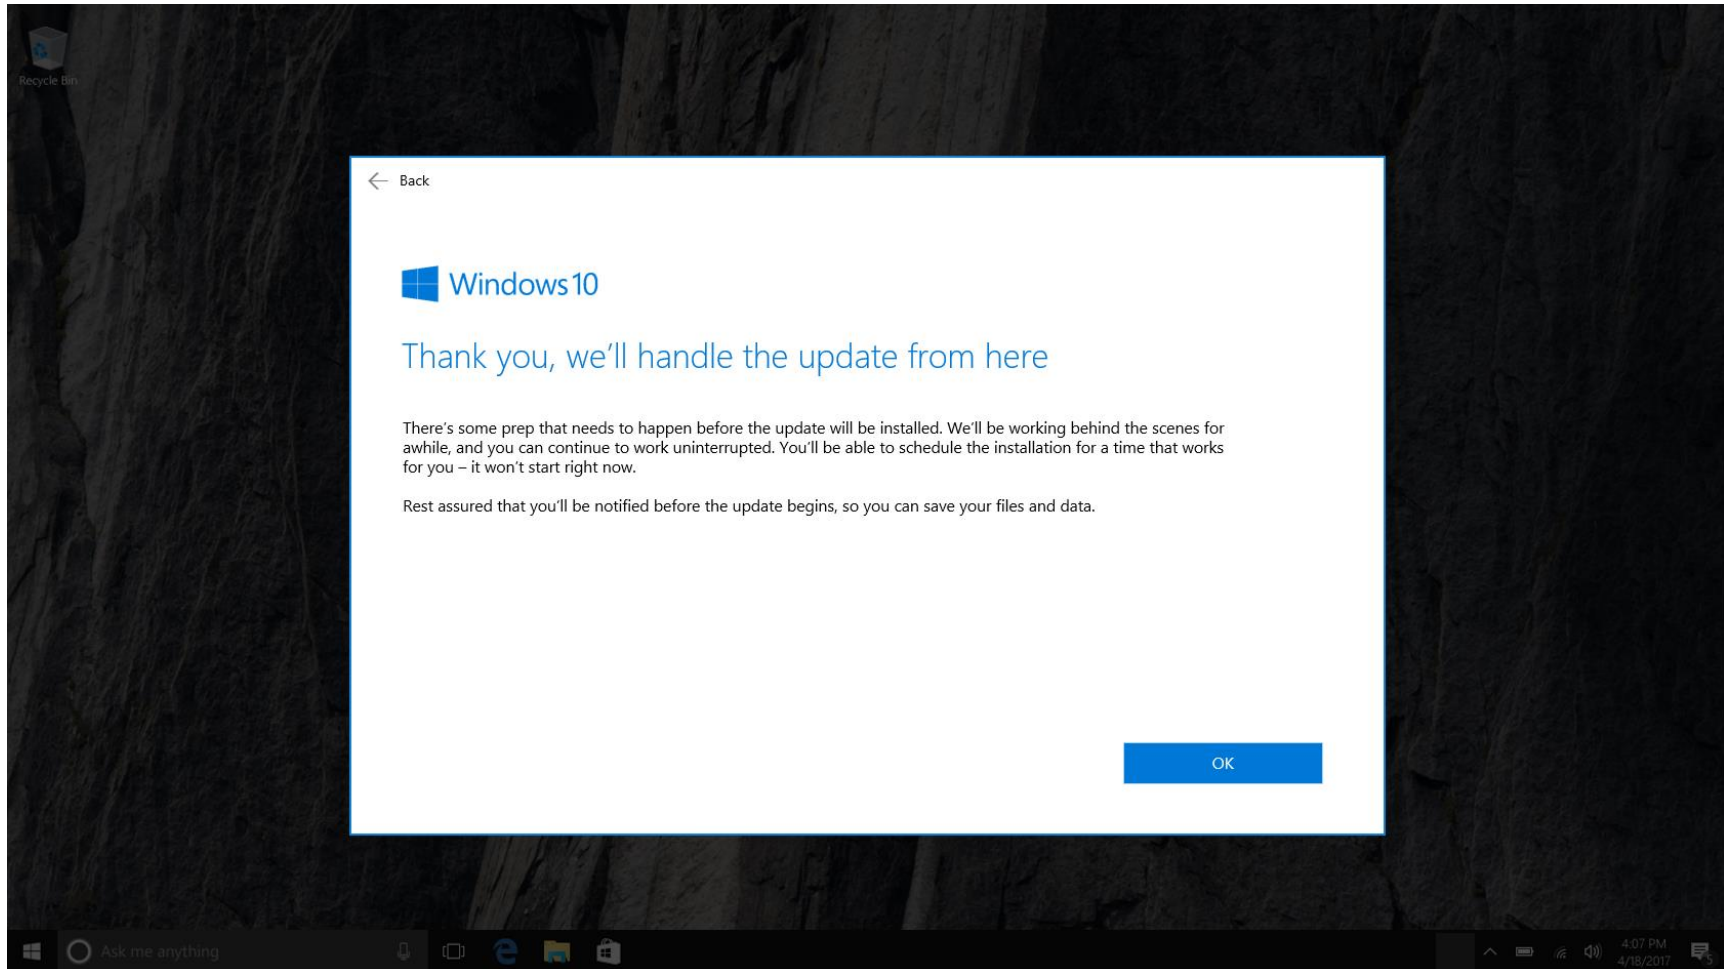 Recycle Bin
Back
Windows 10
Thank you, we’ll handle the update from here
There’s some prep that needs to happen before the update will be installed. We’ll be working behind the scenes for
awhile, and you can continue to work uninterrupted. You’ll be able to schedule the installation for a time that works
for you – it won’t start right now.
Rest assured that you’ll be notified before the update begins, so you can save your files and data.
OK
Ask me anything
4:07 PM
4/18/2017
5